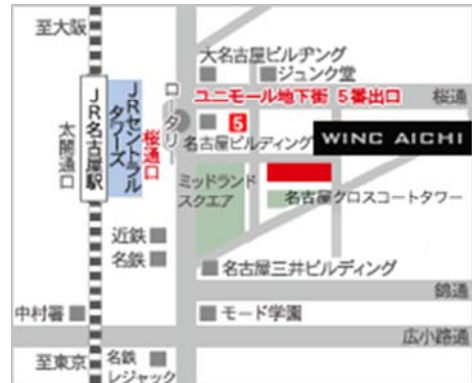 至大阪
大名古屋ビルヂング
ジュンク堂
ユニモール地下街 5番出口
桜通
JR名古屋駅
JRセントラルタワーズ
太閤通口
桜通口
ロータリー
5
名古屋ビルディング
WINC AICHI
ミッドランド
スクエア
名古屋クロスコートタワー
近鉄
名鉄
名古屋三井ビルディング
錦通
中村署
モード学園
広小路通
至東京
名鉄
レジャック